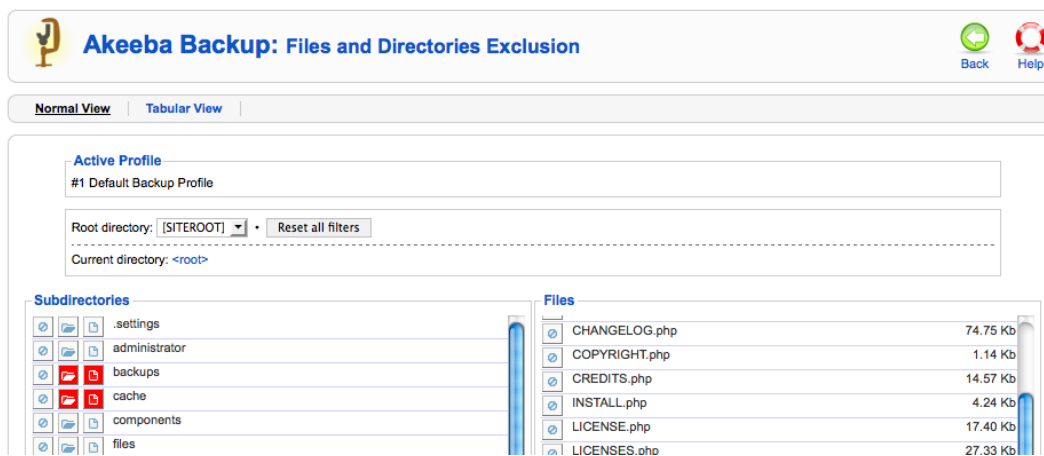 Akeeba Backup: Files and Directories Exclusion
Back
Help
Normal View
Tabular View
Active Profile
#1 Default Backup Profile
Root directory: [SITEROOT] • Reset all filters
Current directory: <root>
Subdirectories
.settings
administrator
backups
cache
components
files
Files
CHANGELOG.php 74.75 Kb
COPYRIGHT.php 1.14 Kb
CREDITS.php 14.57 Kb
INSTALL.php 4.24 Kb
LICENSE.php 17.40 Kb
LICENSES.php 27.33 Kb